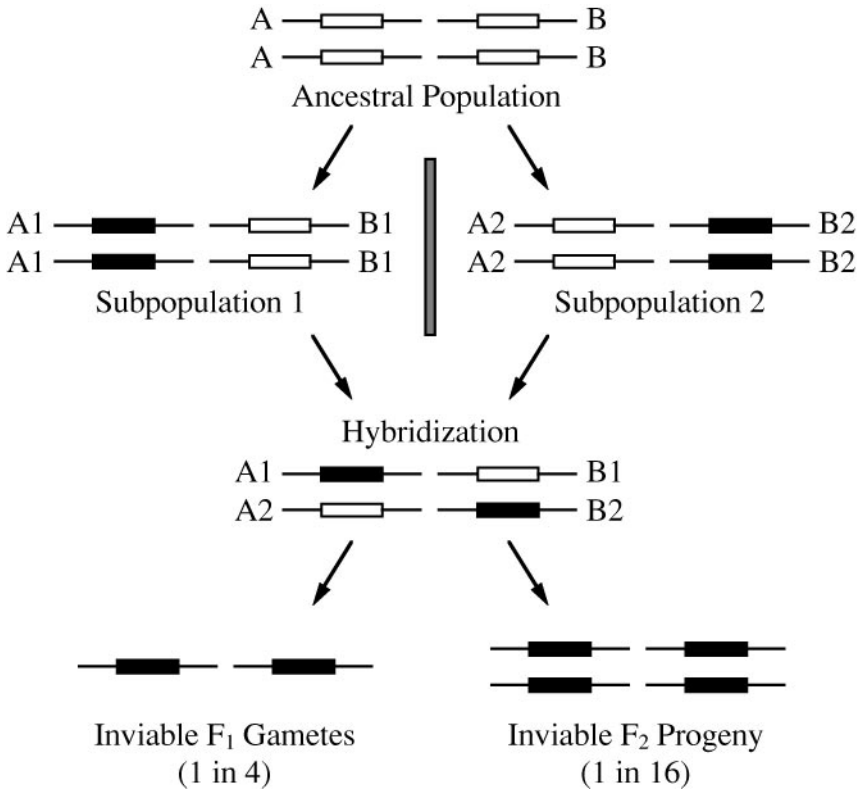 A B
A B
Ancestral Population
A1 B1 A2 B2
A1 B1 A2 B2
Subpopulation 1 Subpopulation 2
Hybridization
A1 B1
A2 B2
Inviable F₁ Gametes Inviable F₂ Progeny
(1 in 4) (1 in 16)